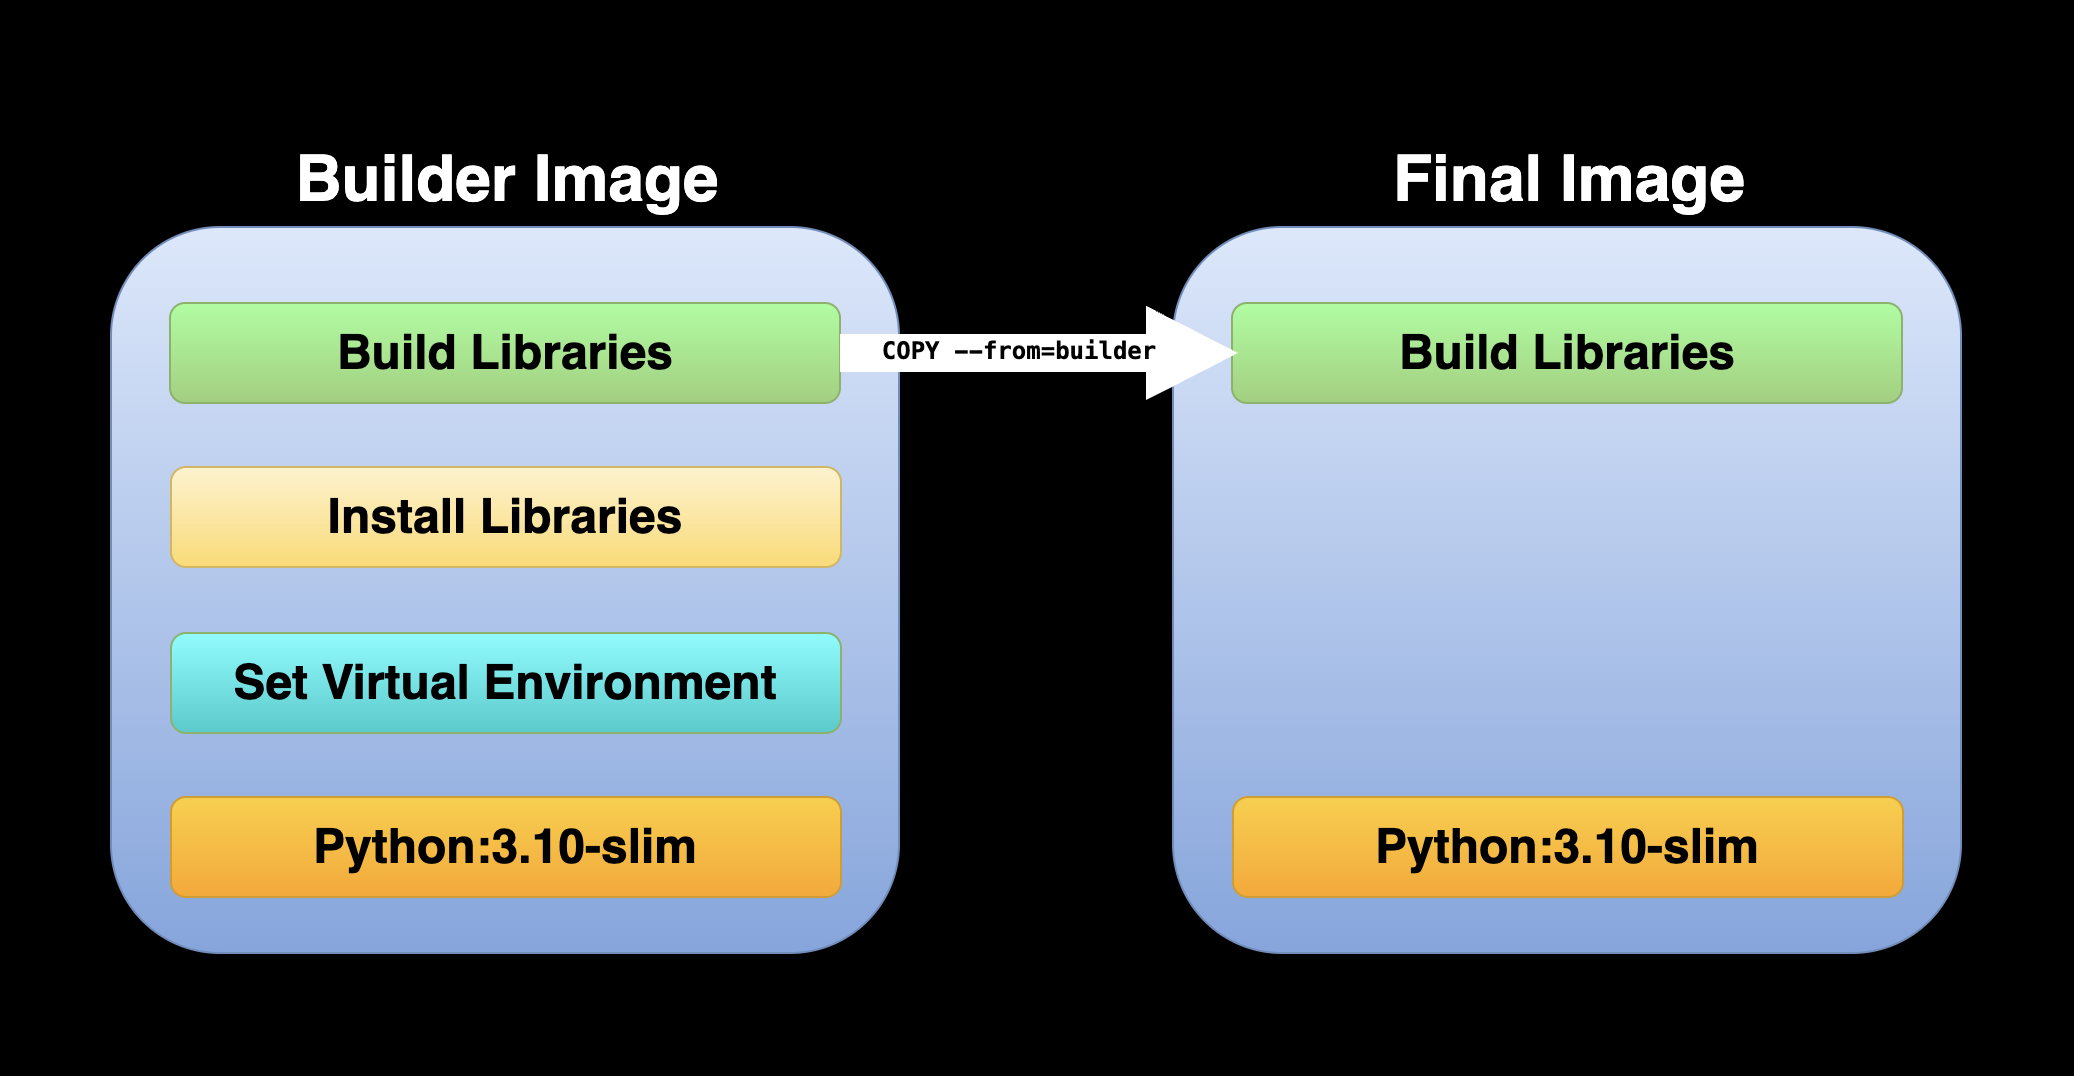 Builder Image
Build Libraries
Install Libraries
Set Virtual Environment
Python:3.10-slim
COPY --from=builder
Final Image
Build Libraries
Python:3.10-slim